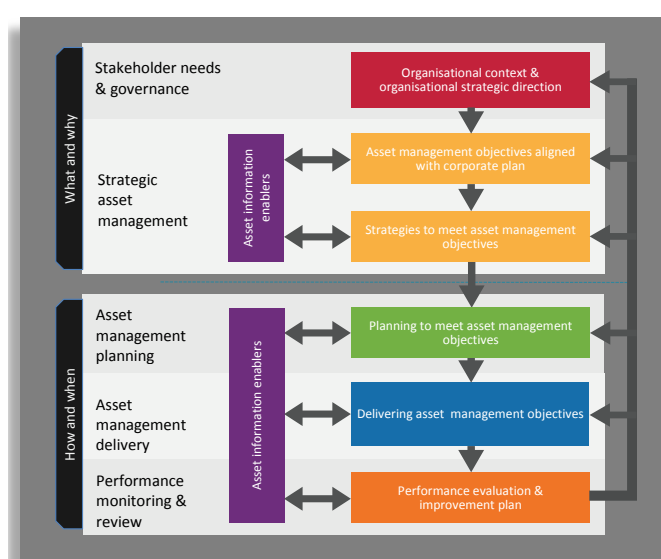 What and why
Stakeholder needs
& governance
Organisational context &
organisational strategic direction
Strategic
asset
management
Asset information
enablers
Asset management objectives aligned
with corporate plan
Strategies to meet asset management
objectives
How and when
Asset
management
planning
Asset information enablers
Planning to meet asset management
objectives
Asset
management
delivery
Delivering asset management objectives
Performance
monitoring &
review
Performance evaluation &
improvement plan